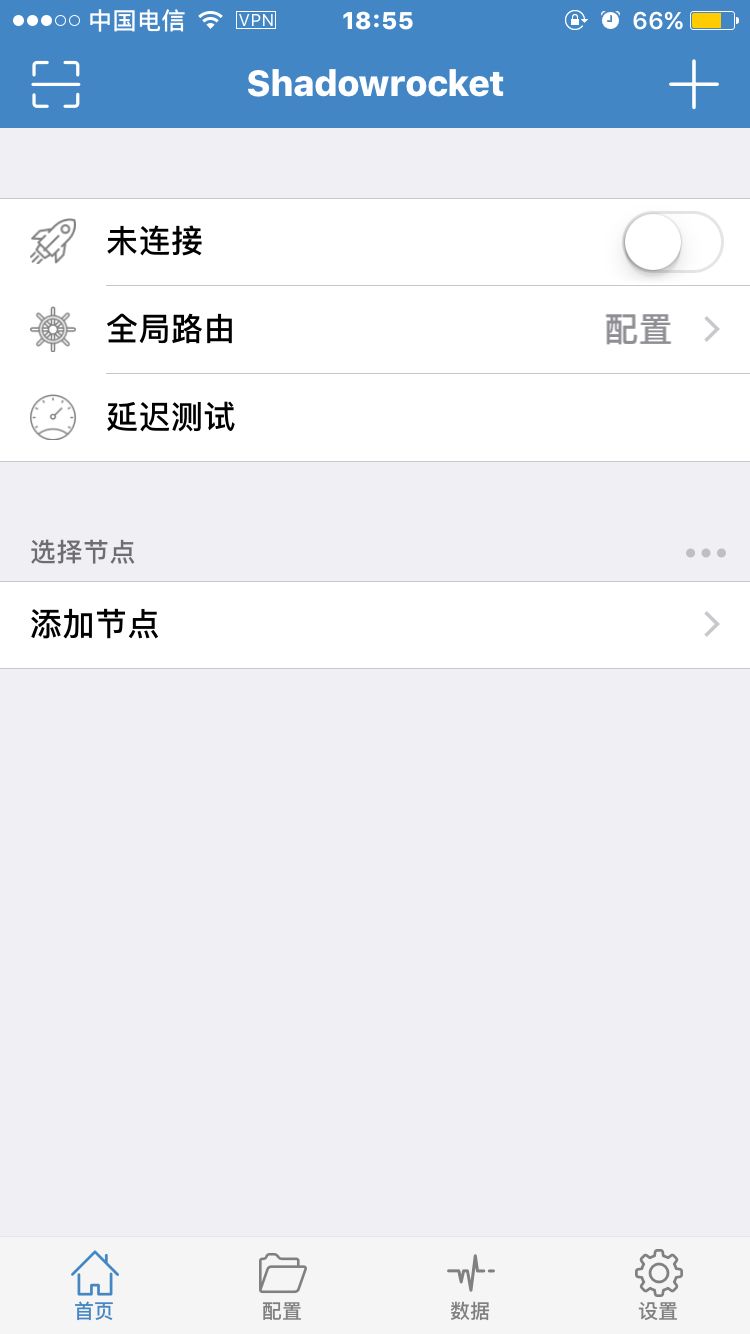 中国电信 VPN 18:55 66%
Shadowrocket
未连接
全局路由 配置
延迟测试
选择节点
添加节点
首页 配置 数据 设置